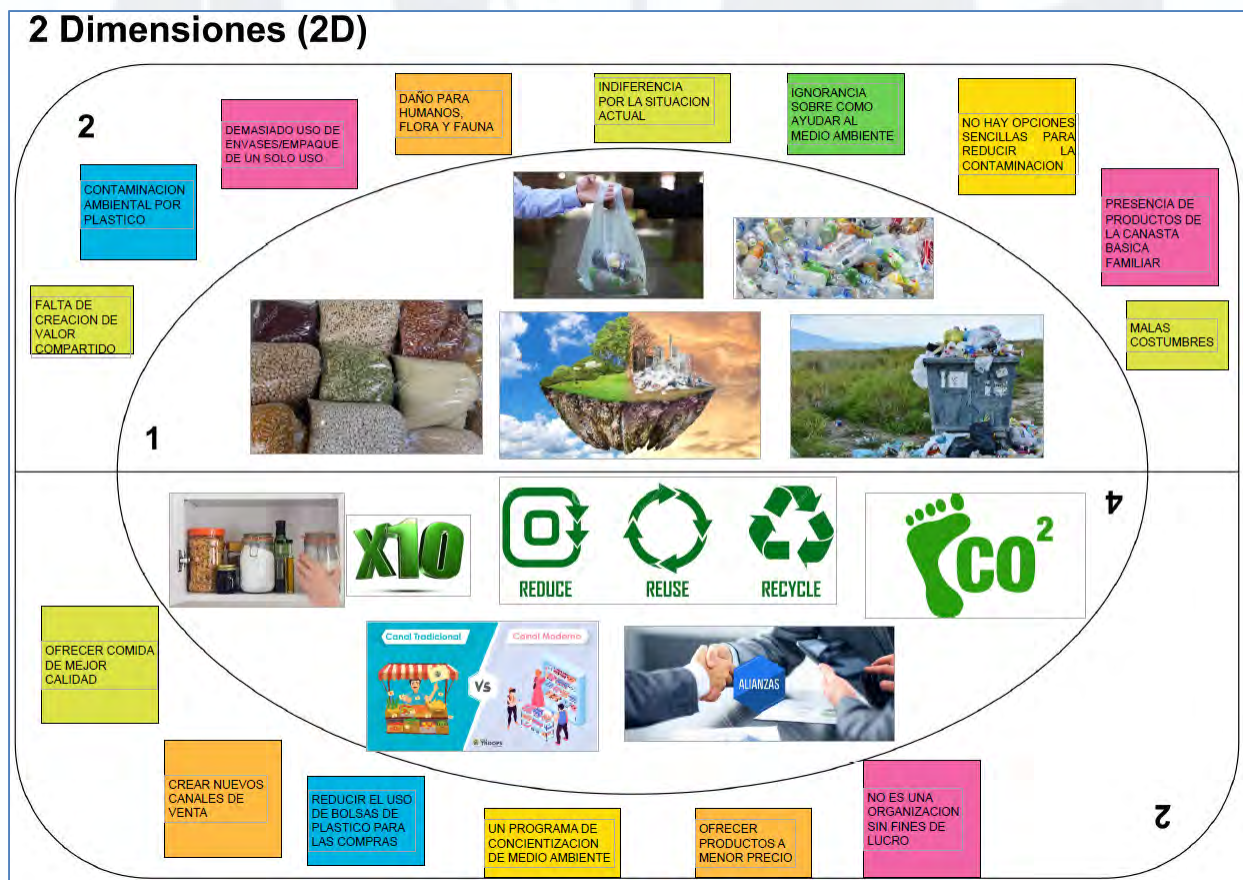 2 Dimensiones (2D)
2
DAÑO PARA
HUMANOS,
FLORA Y FAUNA
INDIFERENCIA
POR LA SITUACION
ACTUAL
IGNORANCIA
SOBRE COMO
AYUDAR AL
MEDIO AMBIENTE
NO HAY OPCIONES
SENCILLAS PARA
REDUCIR LA
CONTAMINACION
DEMASIADO USO DE
ENVASES/EMPAQUE
DE UN SOLO USO
CONTAMINACION
AMBIENTAL POR
PLASTICO
PRESENCIA DE
PRODUCTOS DE
LA CANASTA
BASICA
FAMILIAR
FALTA DE
CREACION DE
VALOR
COMPARTIDO
MALAS
COSTUMBRES
1
4
X10
REDUCE
REUSE
RECYCLE
CO²
Canal Tradicional
Vs
Canal Moderno
ALIANZAS
OFRECER COMIDA
DE MEJOR
CALIDAD
CREAR NUEVOS
CANALES DE
VENTA
REDUCIR EL USO
DE BOLSAS DE
PLASTICO PARA
LAS COMPRAS
UN PROGRAMA DE
CONCIENTIZACION
DE MEDIO AMBIENTE
OFRECER
PRODUCTOS A
MENOR PRECIO
NO ES UNA
ORGANIZACION
SIN FINES DE
LUCRO
2